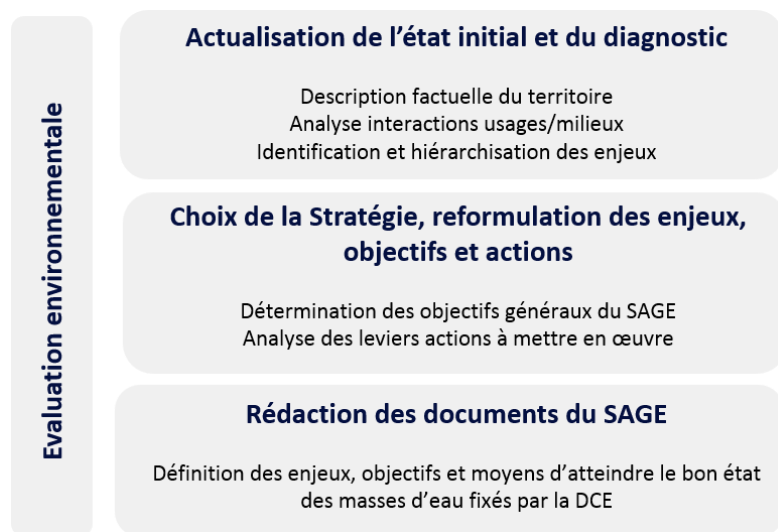 Evaluation environnementale
Actualisation de l’état initial et du diagnostic
Description factuelle du territoire
Analyse interactions usages/milieux
Identification et hiérarchisation des enjeux
Choix de la Stratégie, reformulation des enjeux,
objectifs et actions
Détermination des objectifs généraux du SAGE
Analyse des leviers actions à mettre en œuvre
Rédaction des documents du SAGE
Définition des enjeux, objectifs et moyens d’atteindre le bon état
des masses d’eau fixés par la DCE